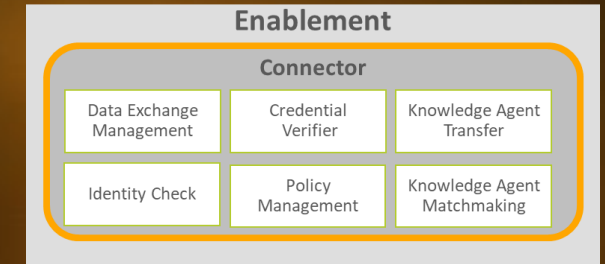 Enablement
Connector
Data Exchange
Management
Credential
Verifier
Knowledge Agent
Transfer
Identity Check
Policy
Management
Knowledge Agent
Matchmaking